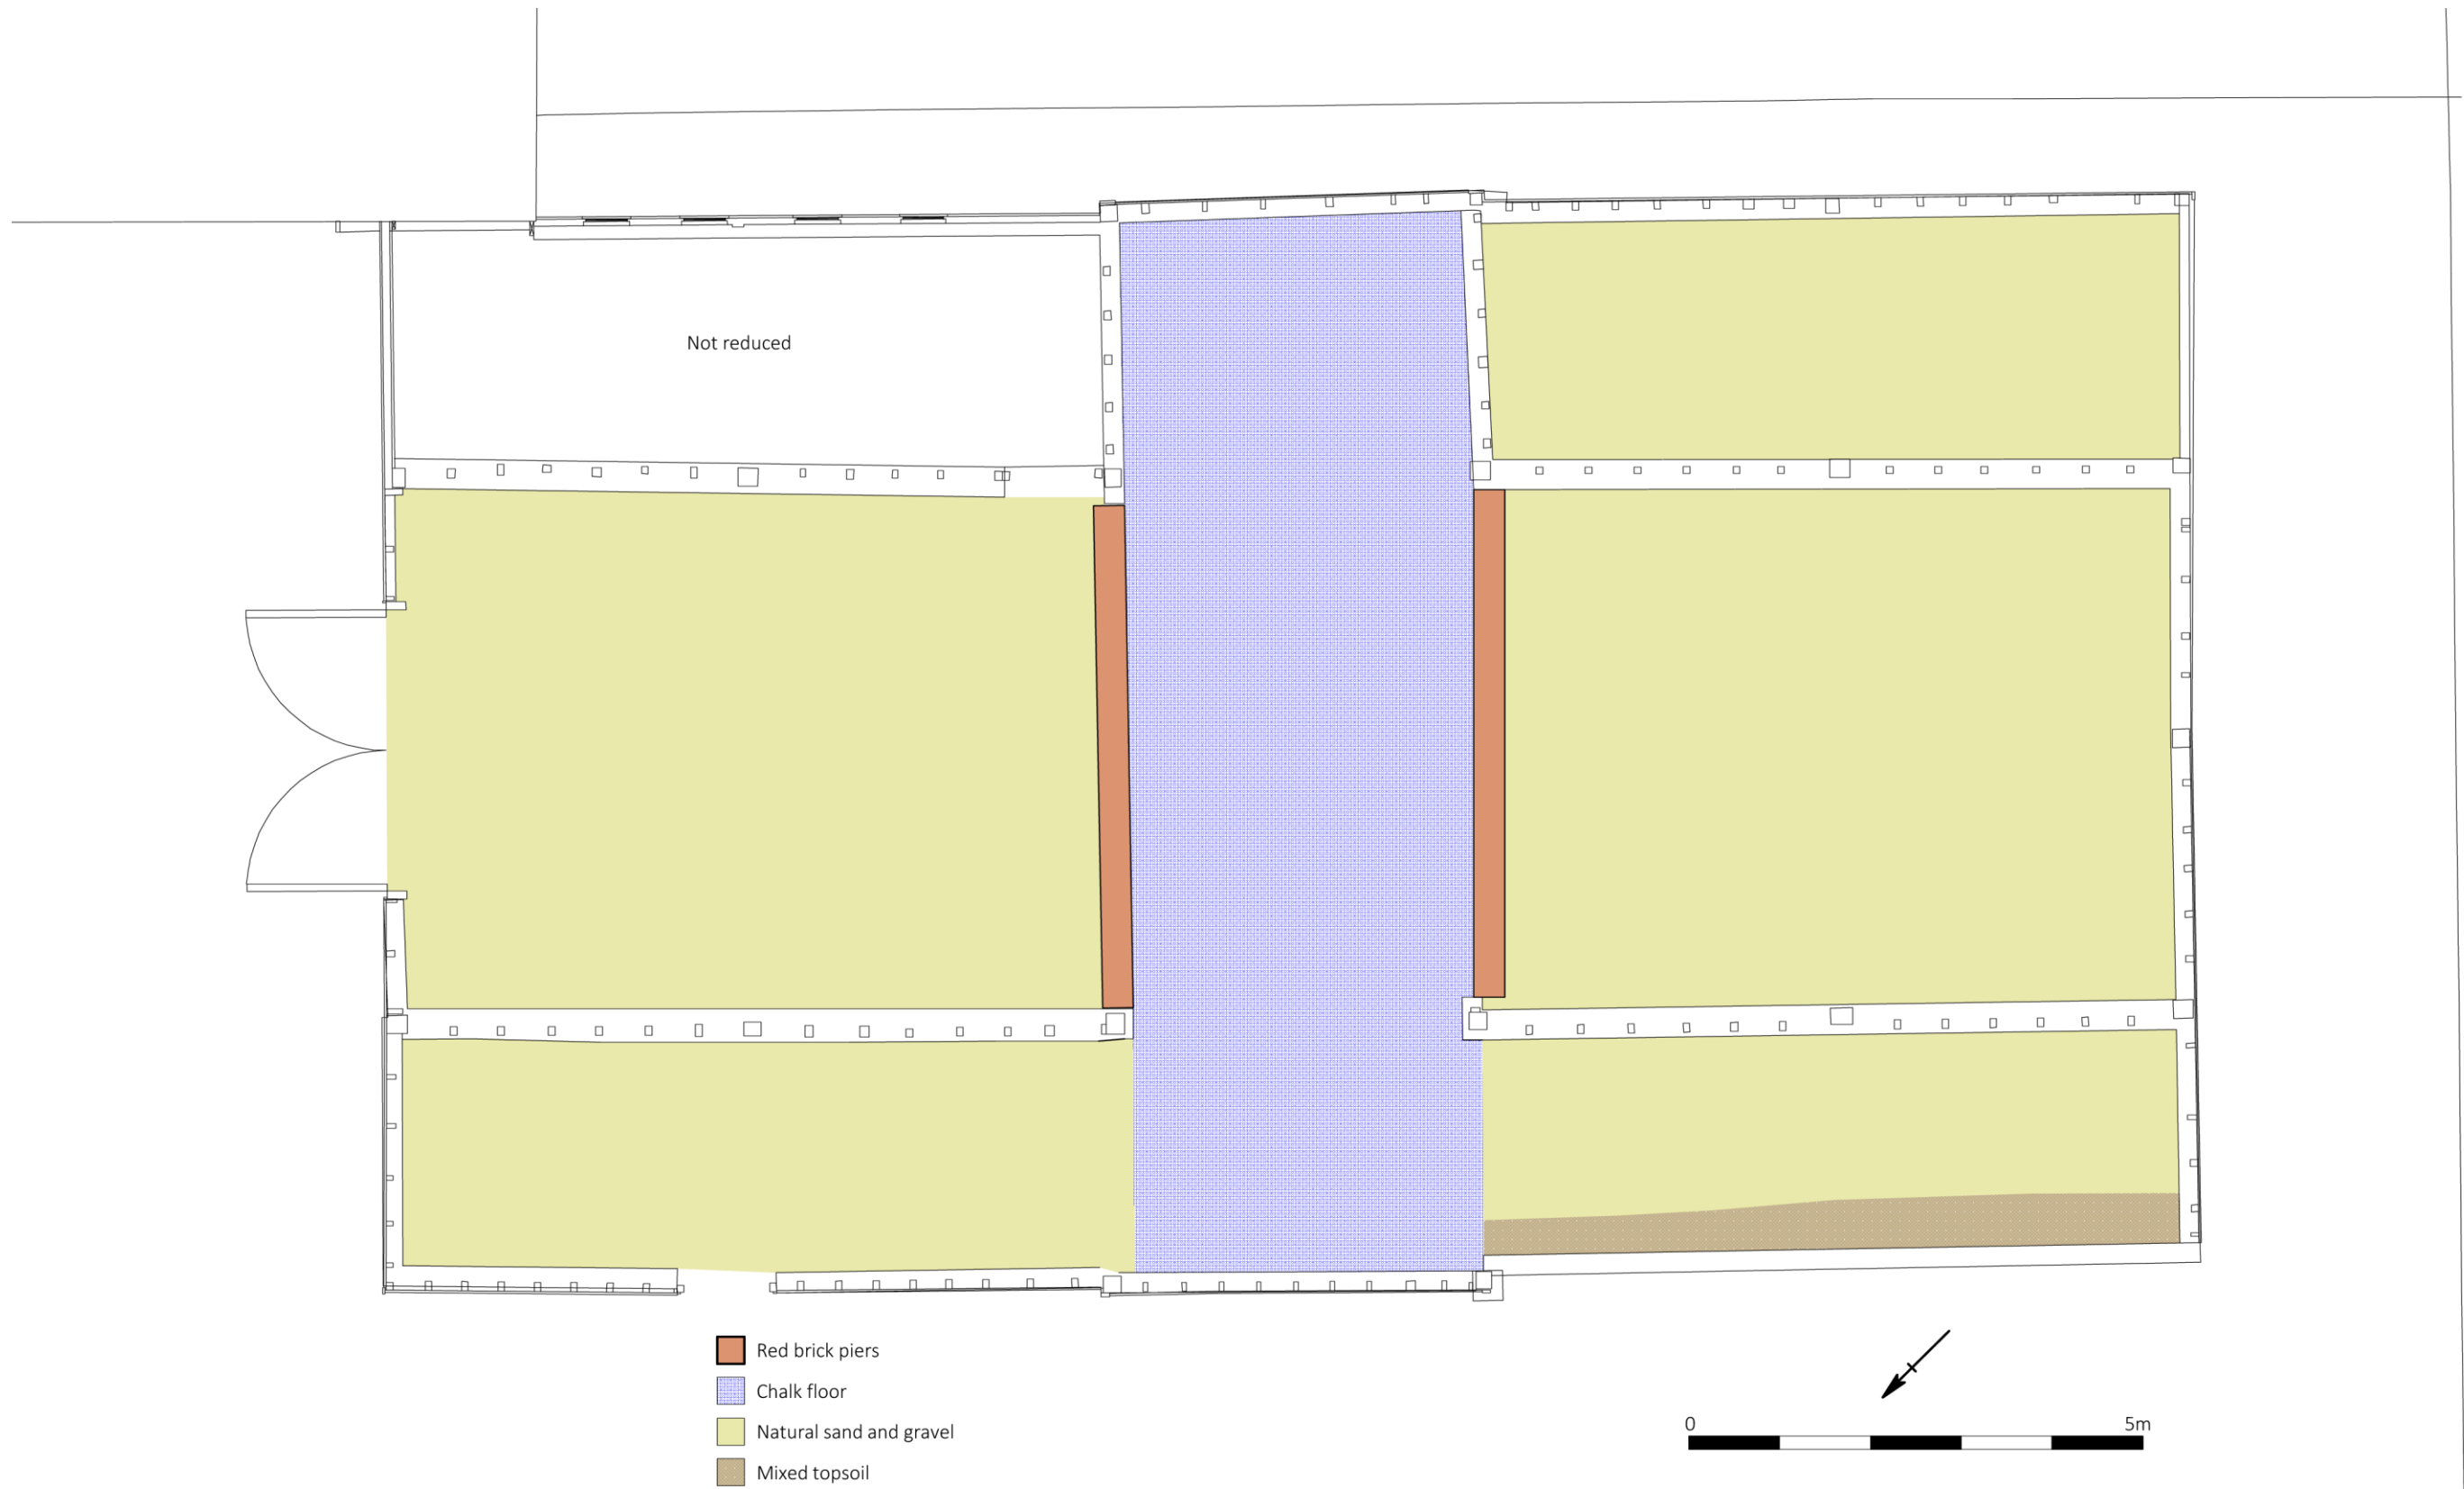 Not reduced
Red brick piers
Chalk floor
Natural sand and gravel
Mixed topsoil
0 5m